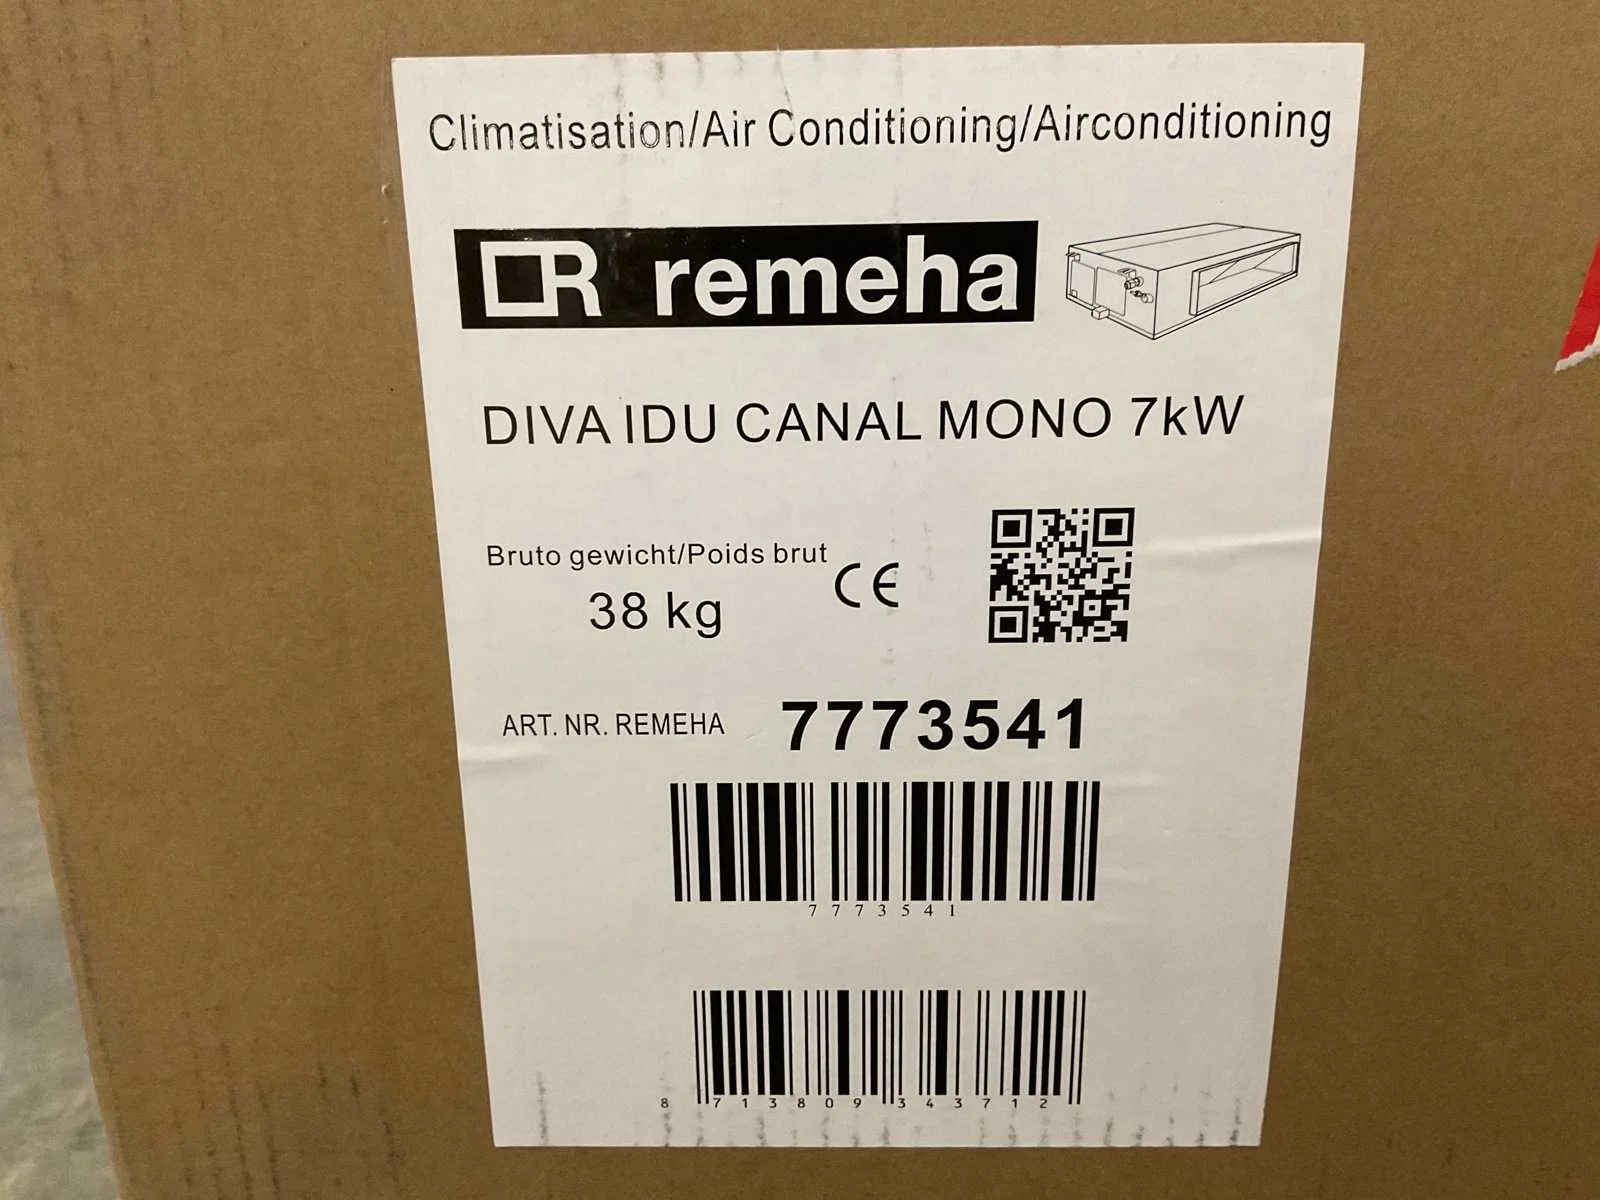 Climatisation/Air Conditioning/Airconditioning
R remeha
DIVA IDU CANAL MONO 7kW
Bruto gewicht/Poids brut
38 kg
CE
ART. NR. REMEHA 7773541
7773541
8 713809 343712